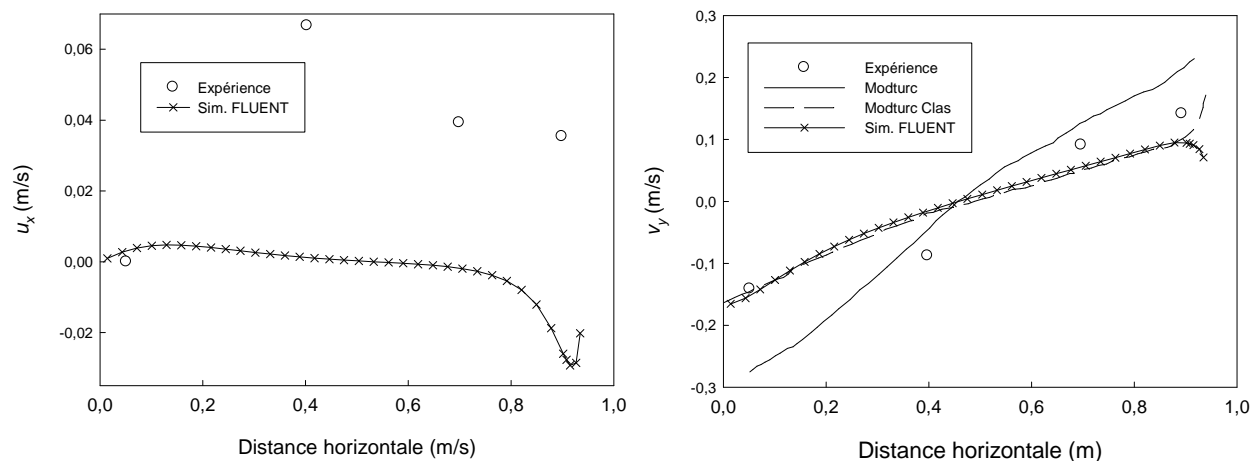 0,06
0,04
0,02
0,00
-0,02
u_x (m/s)
Expérience
Sim. FLUENT
0,0 0,2 0,4 0,6 0,8 1,0
Distance horizontale (m/s)
0,3
0,2
0,1
0,0
-0,1
-0,2
-0,3
v_y (m/s)
Expérience
Modturc
Modturc Clas
Sim. FLUENT
0,0 0,2 0,4 0,6 0,8 1,0
Distance horizontale (m)